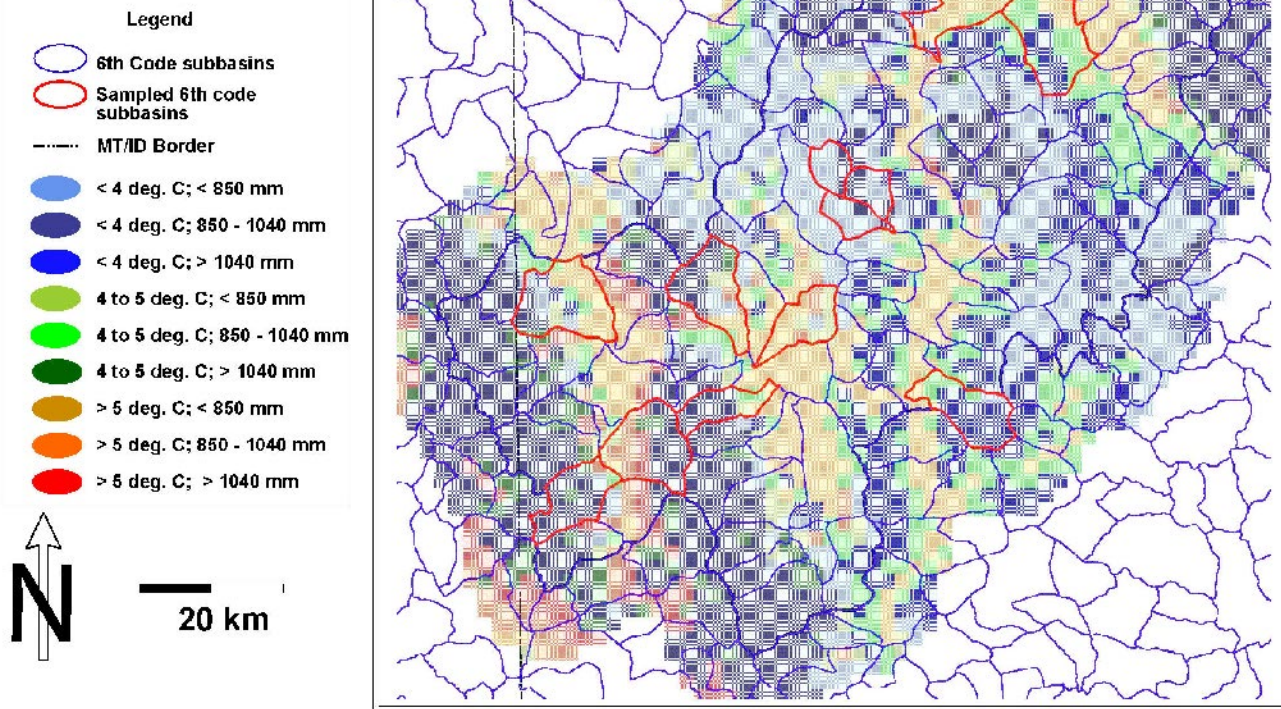 Legend
6th Code subbasins
Sampled 6th code
subbasins
MT/ID Border
< 4 deg. C; < 850 mm
< 4 deg. C; 850 - 1040 mm
< 4 deg. C; > 1040 mm
4 to 5 deg. C; < 850 mm
4 to 5 deg. C; 850 - 1040 mm
4 to 5 deg. C; > 1040 mm
> 5 deg. C; < 850 mm
> 5 deg. C; 850 - 1040 mm
> 5 deg. C;  > 1040 mm
N
20 km